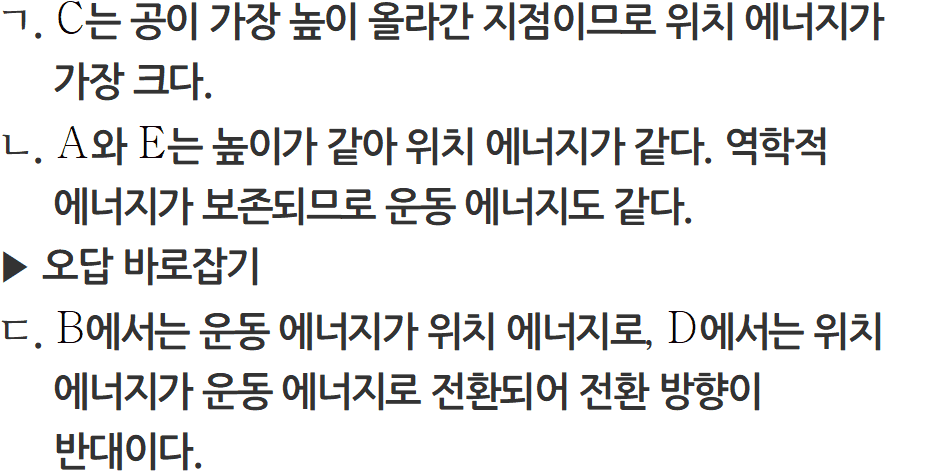 ㄱ. C는 공이 가장 높이 올라간 지점이므로 위치 에너지가
가장 크다.
ㄴ. A와 E는 높이가 같아 위치 에너지가 같다. 역학적
에너지가 보존되므로 운동 에너지도 같다.
▶ 오답 바로잡기
ㄷ. B에서는 운동 에너지가 위치 에너지로, D에서는 위치
에너지가 운동 에너지로 전환되어 전환 방향이
반대이다.